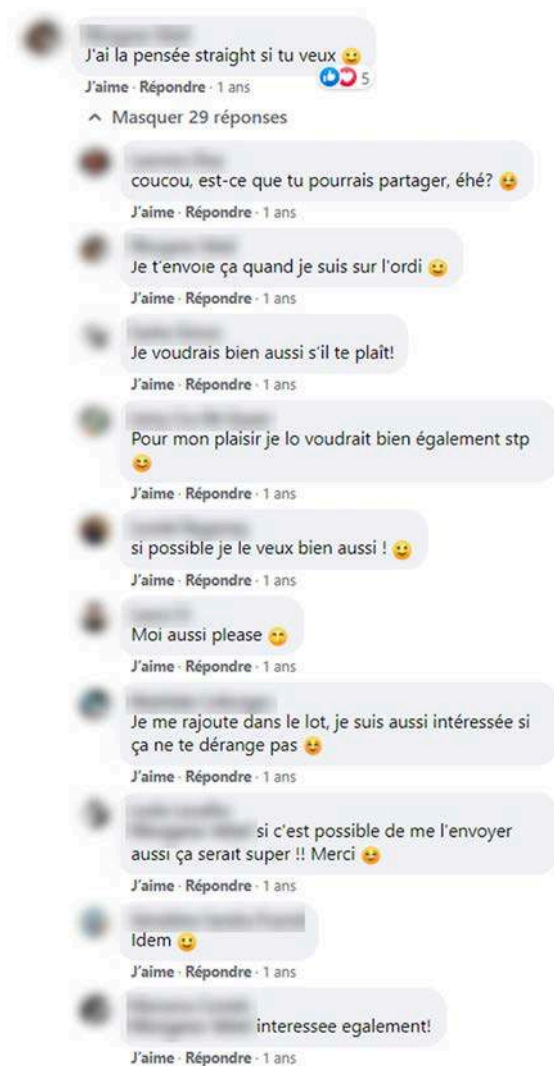 J'ai la pensée straight si tu veux 😉
5
J'aime · Répondre · 1 ans
Masquer 29 réponses
coucou, est-ce que tu pourrais partager, éhé? 😆
J'aime · Répondre · 1 ans
Je t'envoie ça quand je suis sur l'ordi 😉
J'aime · Répondre · 1 ans
Je voudrais bien aussi s'il te plaît!
J'aime · Répondre · 1 ans
Pour mon plaisir je lo voudrait bien également stp
😊
J'aime · Répondre · 1 ans
si possible je le veux bien aussi ! 🙂
J'aime · Répondre · 1 ans
Moi aussi please 😋
J'aime · Répondre · 1 ans
Je me rajoute dans le lot, je suis aussi intéressée si
ça ne te dérange pas 😊
J'aime · Répondre · 1 ans
si c'est possible de me l'envoyer
aussi ça serait super !! Merci 😊
J'aime · Répondre · 1 ans
Idem 🙂
J'aime · Répondre · 1 ans
interessee egalement!
J'aime · Répondre · 1 ans